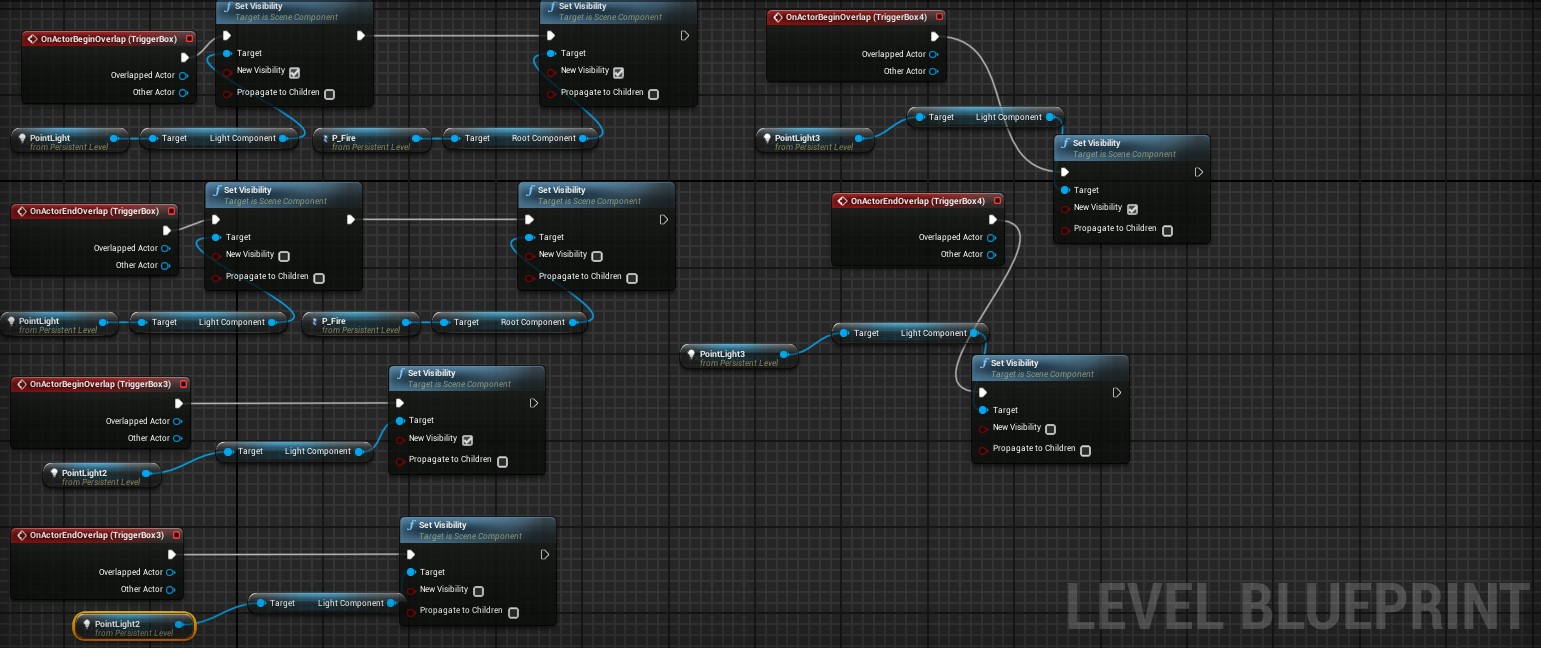 Set Visibility
Target is Scene Component
OnActorBeginOverlap (TriggerBox)
Overlapped Actor
Other Actor
Target
New Visibility
Propagate to Children
PointLight
from Persistent Level
Target Light Component
Set Visibility
Target is Scene Component
Target
New Visibility
Propagate to Children
P_Fire
from Persistent Level
Target Root Component
OnActorEndOverlap (TriggerBox)
Overlapped Actor
Other Actor
Set Visibility
Target is Scene Component
Target
New Visibility
Propagate to Children
PointLight
from Persistent Level
Target Light Component
Set Visibility
Target is Scene Component
Target
New Visibility
Propagate to Children
P_Fire
from Persistent Level
Target Root Component
OnActorBeginOverlap (TriggerBox3)
Overlapped Actor
Other Actor
PointLight2
from Persistent Level
Target Light Component
Set Visibility
Target is Scene Component
Target
New Visibility
Propagate to Children
OnActorEndOverlap (TriggerBox3)
Overlapped Actor
Other Actor
PointLight2
from Persistent Level
Target Light Component
Set Visibility
Target is Scene Component
Target
New Visibility
Propagate to Children
OnActorBeginOverlap (TriggerBox4)
Overlapped Actor
Other Actor
PointLight3
from Persistent Level
Target Light Component
Set Visibility
Target is Scene Component
Target
New Visibility
Propagate to Children
OnActorEndOverlap (TriggerBox4)
Overlapped Actor
Other Actor
PointLight3
from Persistent Level
Target Light Component
Set Visibility
Target is Scene Component
Target
New Visibility
Propagate to Children
LEVEL BLUEPRINT